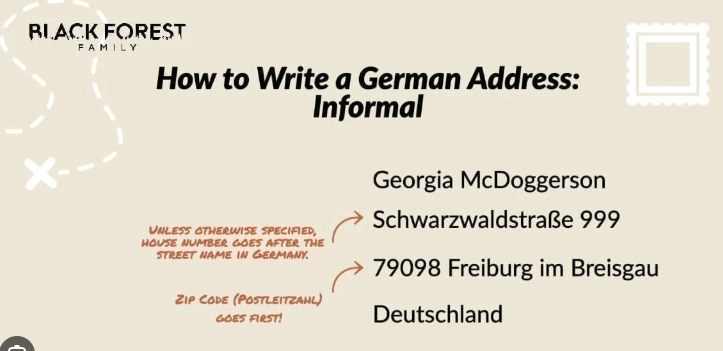 BLACK FOREST
FAMILY
How to Write a German Address:
Informal
Georgia McDoggerson
Schwarzwaldstraße 999
79098 Freiburg im Breisgau
Deutschland
Unless otherwise specified,
house number goes after the
street name in Germany.
Zip Code (Postleitzahl)
goes first!